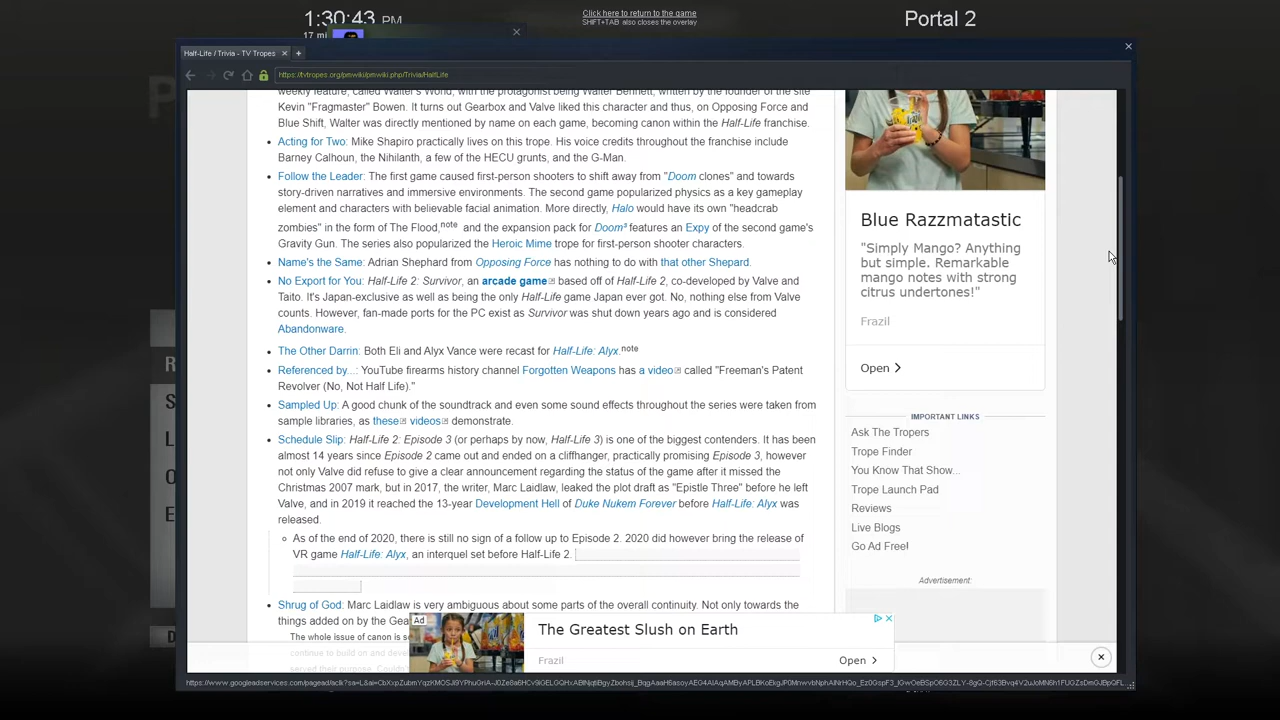 1:30:43 PM
17 mi
Click here to return to the game
SHIFT+TAB also closes the overlay
Portal 2
Half-Life / Trivia - TV Tropes
https://tvtropes.org/pmwiki/pmwiki.php/Trivia/HalfLife
weekly feature, called Walter's World, with the protagonist being Walter Bennett, written by the founder of the site
Kevin "Fragmaster" Bowen. It turns out Gearbox and Valve liked this character and thus, on Opposing Force and
Blue Shift, Walter was directly mentioned by name on each game, becoming canon within the Half-Life franchise.
Acting for Two: Mike Shapiro practically lives on this trope. His voice credits throughout the franchise include
Barney Calhoun, the Nihilanth, a few of the HECU grunts, and the G-Man.
Follow the Leader: The first game caused first-person shooters to shift away from "Doom clones" and towards
story-driven narratives and immersive environments. The second game popularized physics as a key gameplay
element and characters with believable facial animation. More directly, Halo would have its own "headcrab
zombies" in the form of The Flood,note and the expansion pack for Doom³ features an Expy of the second game's
Gravity Gun. The series also popularized the Heroic Mime trope for first-person shooter characters.
Name's the Same: Adrian Shephard from Opposing Force has nothing to do with that other Shepard.
No Export for You: Half-Life 2: Survivor, an arcade game based off of Half-Life 2, co-developed by Valve and
Taito. It's Japan-exclusive as well as being the only Half-Life game Japan ever got. No, nothing else from Valve
counts. However, fan-made ports for the PC exist as Survivor was shut down years ago and is considered
Abandonware.
The Other Darrin: Both Eli and Alyx Vance were recast for Half-Life: Alyx.note
Referenced by...: YouTube firearms history channel Forgotten Weapons has a video called "Freeman's Patent
Revolver (No, Not Half Life)."
Sampled Up: A good chunk of the soundtrack and even some sound effects throughout the series were taken from
sample libraries, as these videos demonstrate.
Schedule Slip: Half-Life 2: Episode 3 (or perhaps by now, Half-Life 3) is one of the biggest contenders. It has been
almost 14 years since Episode 2 came out and ended on a cliffhanger, practically promising Episode 3, however
not only Valve did refuse to give a clear announcement regarding the status of the game after it missed the
Christmas 2007 mark, but in 2017, the writer, Marc Laidlaw, leaked the plot draft as "Epistle Three" before he left
Valve, and in 2019 it reached the 13-year Development Hell of Duke Nukem Forever before Half-Life: Alyx was
released.
As of the end of 2020, there is still no sign of a follow up to Episode 2. 2020 did however bring the release of
VR game Half-Life: Alyx, an interquel set before Half-Life 2.
Shrug of God: Marc Laidlaw is very ambiguous about some parts of the overall continuity. Not only towards the
things added on by the Gea
The whole issue of canon is s
continue to build on and deve
served their purpose. Couldn'
Blue Razzmatastic
"Simply Mango? Anything
but simple. Remarkable
mango notes with strong
citrus undertones!"
Frazil
Open
IMPORTANT LINKS
Ask The Tropers
Trope Finder
You Know That Show...
Trope Launch Pad
Reviews
Live Blogs
Go Ad Free!
Advertisement:
Ad
The Greatest Slush on Earth
Frazil
Open